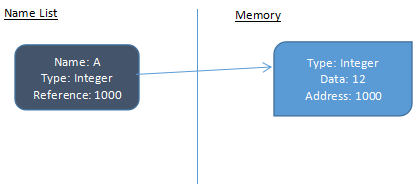 Name List
Memory
Name: A
Type: Integer
Reference: 1000
Type: Integer
Data: 12
Address: 1000